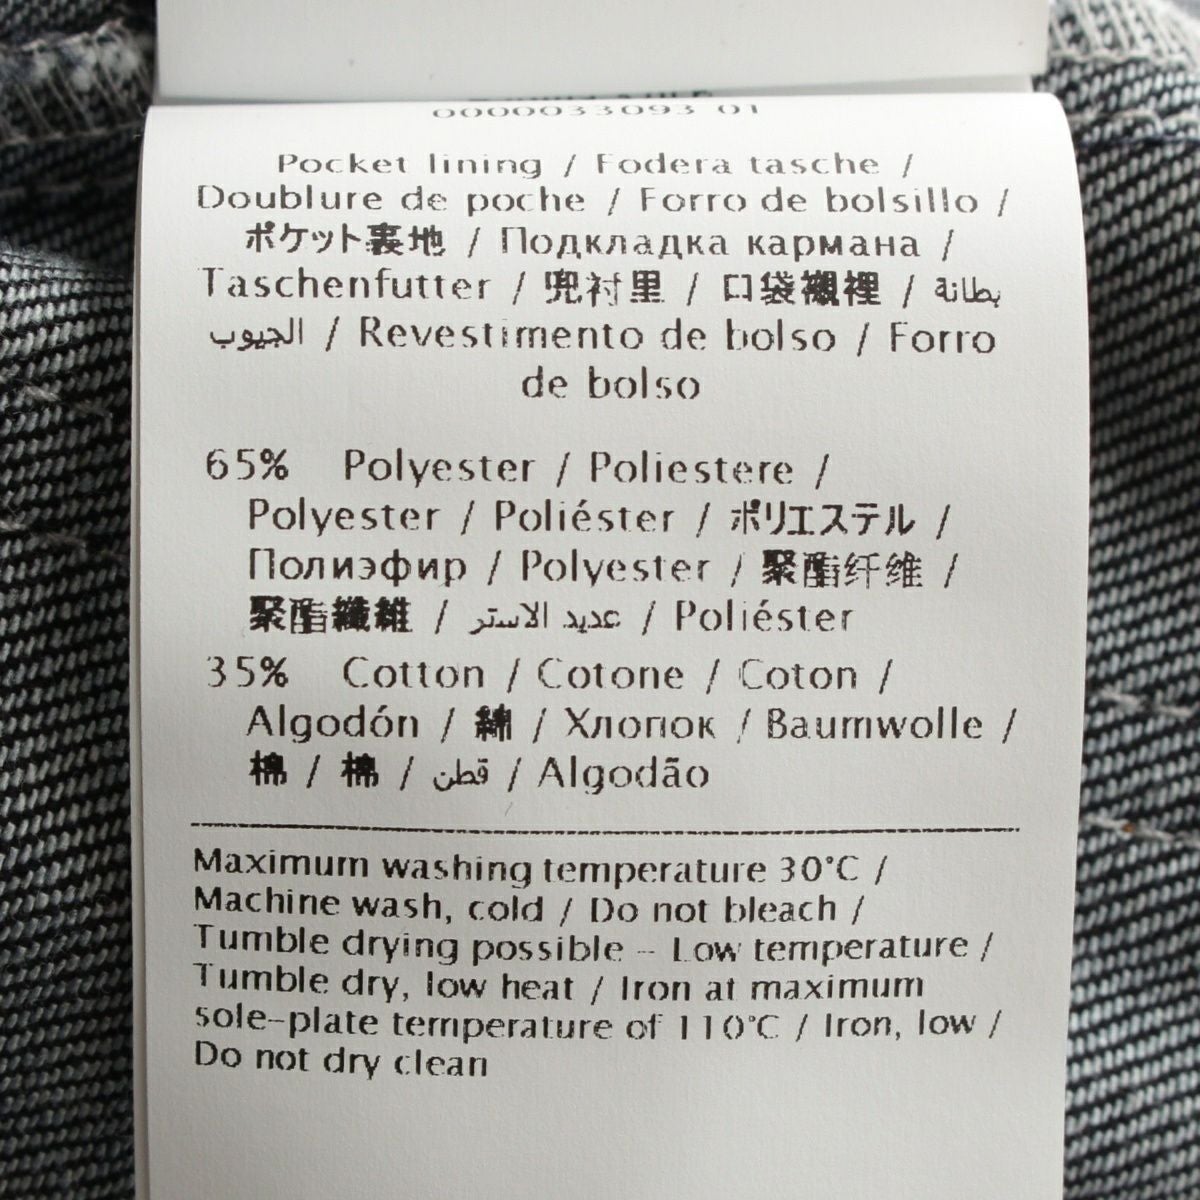 0000033093 01
Pocket lining / Fodera tasche /
Doublure de poche / Forro de bolsillo /
ポケット裏地 / Подкладка кармана /
Taschenfutter / 兜衬里 / 口袋襯裡 / بطانة
الجيوب / Revestimento de bolso / Forro
de bolso
65% Polyester / Poliestere /
Polyester / Poliéster / ポリエステル /
Полиэфир / Polyester / 聚酯纤维 /
聚酯纖維 / عديد الاستر / Poliéster
35% Cotton / Cotone / Coton /
Algodón / 綿 / Хлопок / Baumwolle /
棉 / 棉 / قطن / Algodão
Maximum washing temperature 30°C /
Machine wash, cold / Do not bleach /
Tumble drying possible - Low temperature /
Tumble dry, low heat / Iron at maximum
sole-plate temperature of 110°C / Iron, low /
Do not dry clean